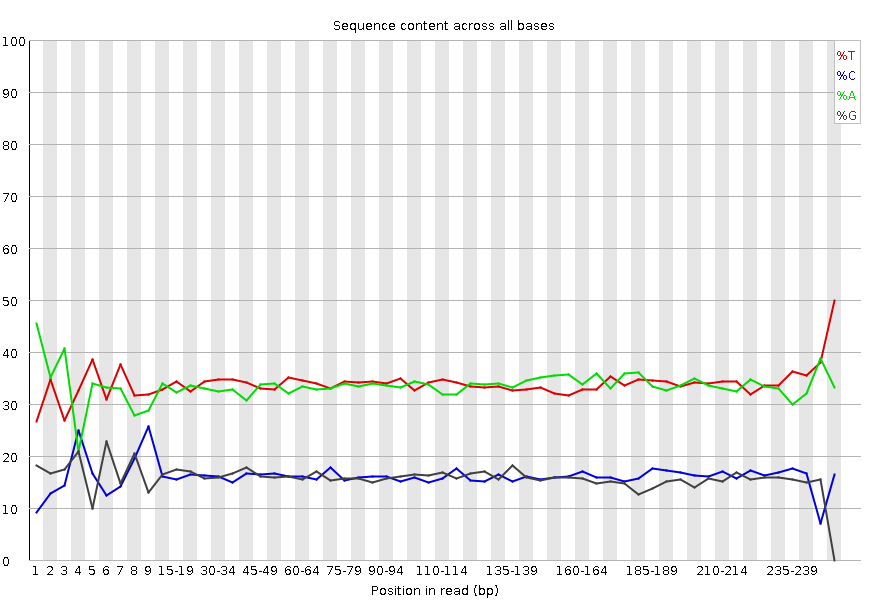 Sequence content across all bases
100
90
80
70
60
50
40
30
20
10
0
%T
%C
%A
%G
1 2 3 4 5 6 7 8 9 15-19 30-34 45-49 60-64 75-79 90-94 110-114 135-139 160-164 185-189 210-214 235-239
Position in read (bp)